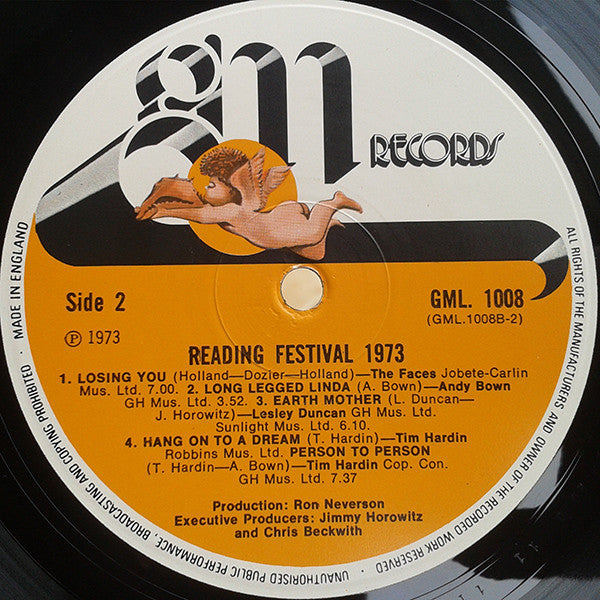 gM
RECORDS
Side 2
℗ 1973
GML. 1008
(GML.1008B-2)
READING FESTIVAL 1973
1. LOSING YOU (Holland—Dozier—Holland)—The Faces Jobete-Carlin
Mus. Ltd. 7.00. 2. LONG LEGGED LINDA (A. Bown)—Andy Bown
GH Mus. Ltd. 3.52. 3. EARTH MOTHER (L. Duncan—
J. Horowitz)—Lesley Duncan GH Mus. Ltd.
Sunlight Mus. Ltd. 6.10.
4. HANG ON TO A DREAM (T. Hardin)—Tim Hardin
Robbins Mus. Ltd. PERSON TO PERSON
(T. Hardin—A. Bown)—Tim Hardin Cop. Con.
GH Mus. Ltd. 7.37
Production: Ron Neverson
Executive Producers: Jimmy Horowitz
and Chris Beckwith
ALL RIGHTS OF THE MANUFACTURERS AND OWNER OF THE RECORDED WORK RESERVED · UNAUTHORISED PUBLIC PERFORMANCE, BROADCASTING AND COPYING PROHIBITED · MADE IN ENGLAND